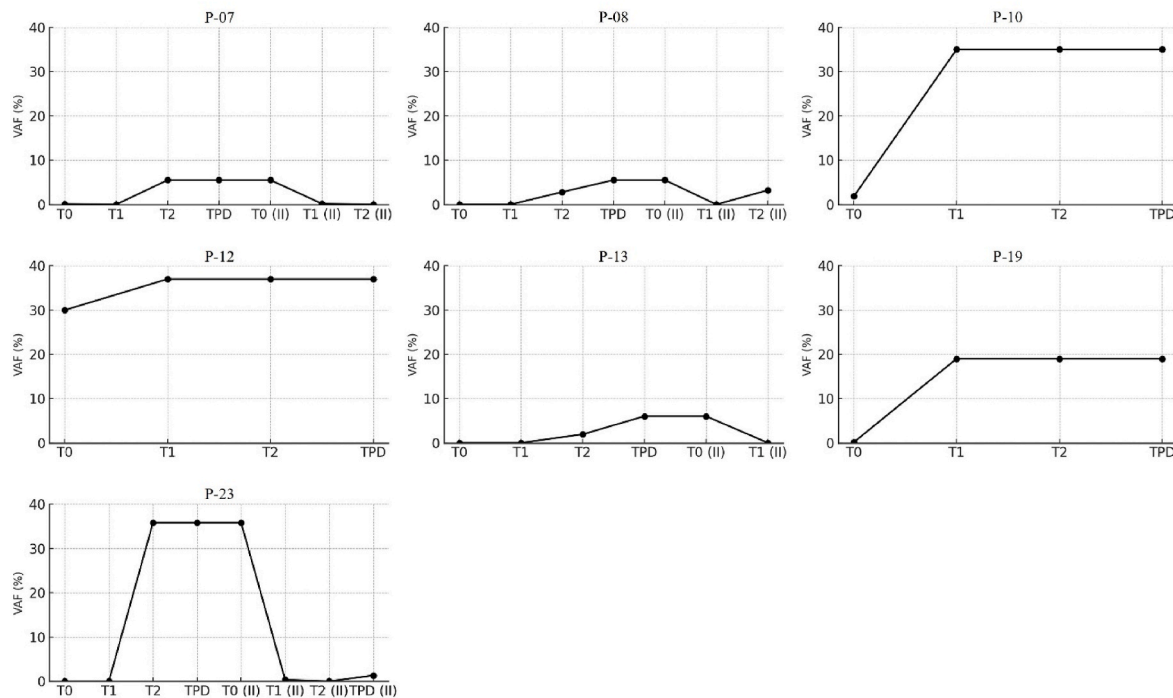 P-07
VAF (%)
40
30
20
10
0
T0 T1 T2 TPD T0 (II) T1 (II) T2 (II)
P-08
VAF (%)
40
30
20
10
0
T0 T1 T2 TPD T0 (II) T1 (II) T2 (II)
P-10
VAF (%)
40
30
20
10
0
T0 T1 T2 TPD
P-12
VAF (%)
40
30
20
10
0
T0 T1 T2 TPD
P-13
VAF (%)
40
30
20
10
0
T0 T1 T2 TPD T0 (II) T1 (II)
P-19
VAF (%)
40
30
20
10
0
T0 T1 T2 TPD
P-23
VAF (%)
40
30
20
10
0
T0 T1 T2 TPD T0 (II) T1 (II) T2 (II) TPD (II)